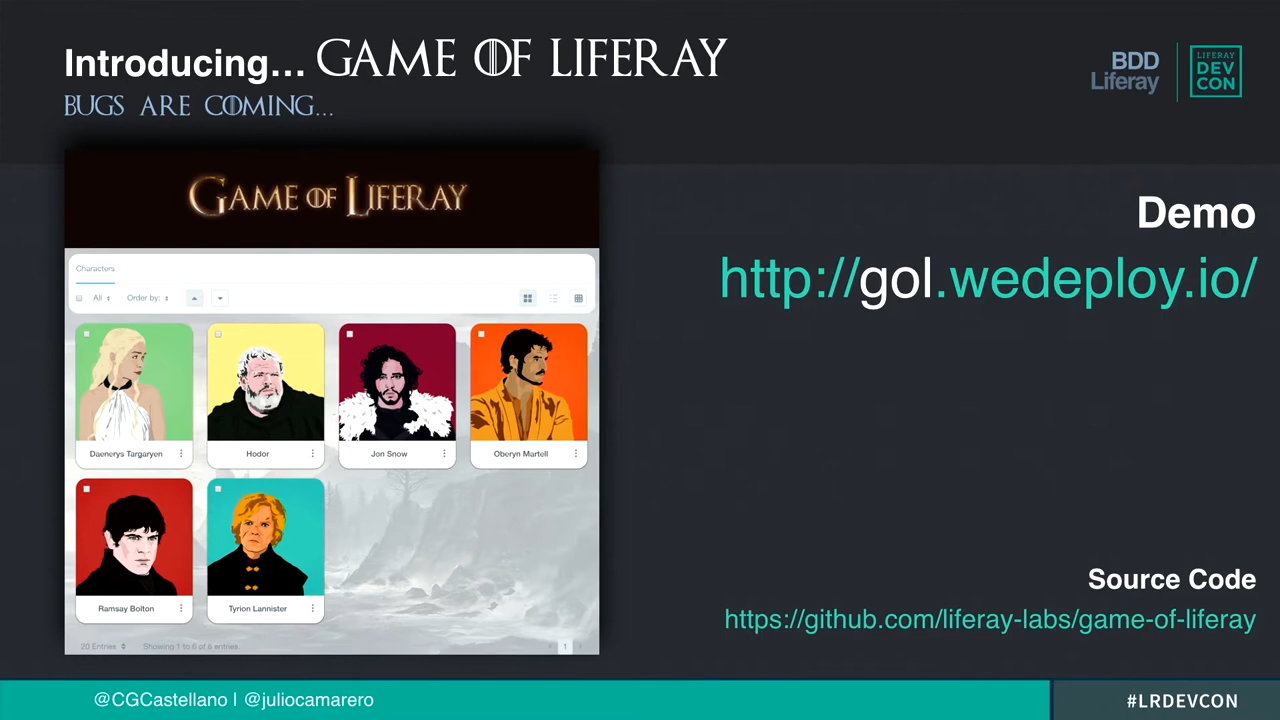 Introducing... GAME OF LIFERAY
BUGS ARE COMING...
BDD
Liferay
LIFERAY
DEV
CON
GAME OF LIFERAY
Characters
All
Order by:
Daenerys Targaryen
Hodor
Jon Snow
Oberyn Martell
Ramsay Bolton
Tyrion Lannister
20 Entries
Showing 1 to 6 of 6 entries.
1
Demo
http://gol.wedeploy.io/
Source Code
https://github.com/liferay-labs/game-of-liferay
@CGCastellano | @juliocamarero
#LRDEVCON